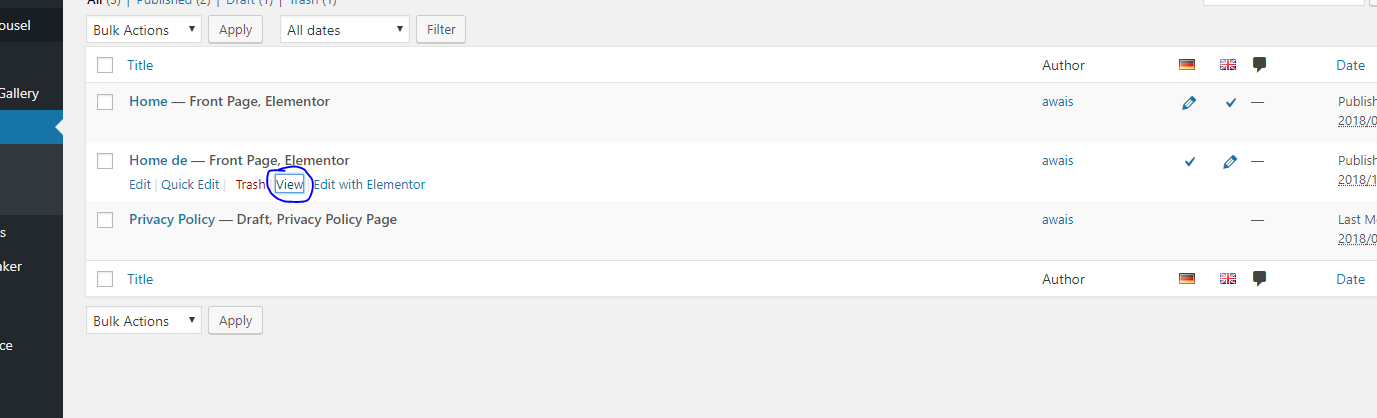 All (3) | Published (2) | Draft (1) | Trash (1)
ousel
Bulk Actions Apply All dates Filter
Title Author Date
Gallery
Home — Front Page, Elementor awais — Publish
2018/0
Home de — Front Page, Elementor awais — Publish
Edit | Quick Edit | Trash | View | Edit with Elementor 2018/1
Privacy Policy — Draft, Privacy Policy Page awais — Last Mo
s
2018/0
aker
Title Author Date
Bulk Actions Apply
ce